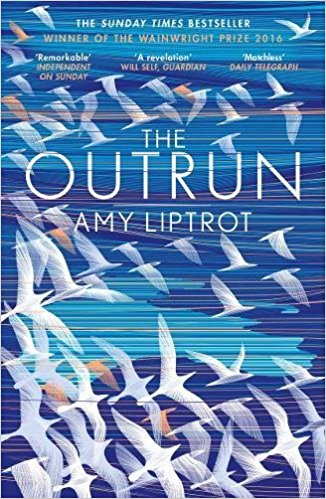 THE SUNDAY TIMES BESTSELLER
WINNER OF THE WAINWRIGHT PRIZE 2016
'Remarkable'
INDEPENDENT
ON SUNDAY
'A revelation'
WILL SELF, GUARDIAN
'Matchless'
DAILY TELEGRAPH
THE
OUTRUN
AMY LIPTROT